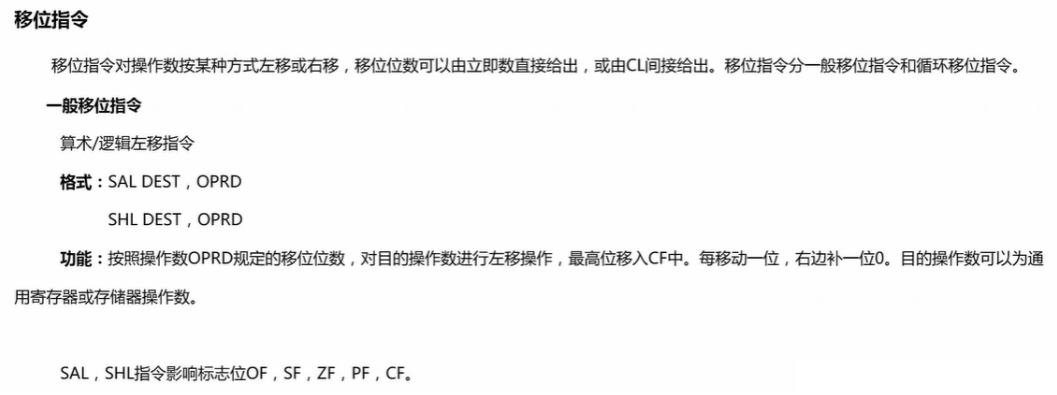 移位指令
移位指令对操作数按某种方式左移或右移，移位位数可以由立即数直接给出，或由CL间接给出。移位指令分一般移位指令和循环移位指令。
一般移位指令
算术/逻辑左移指令
格式：SAL DEST，OPRD
SHL DEST，OPRD
功能：按照操作数OPRD规定的移位位数，对目的操作数进行左移操作，最高位移入CF中。每移动一位，右边补一位0。目的操作数可以为通
用寄存器或存储器操作数。
SAL，SHL指令影响标志位OF，SF，ZF，PF，CF。